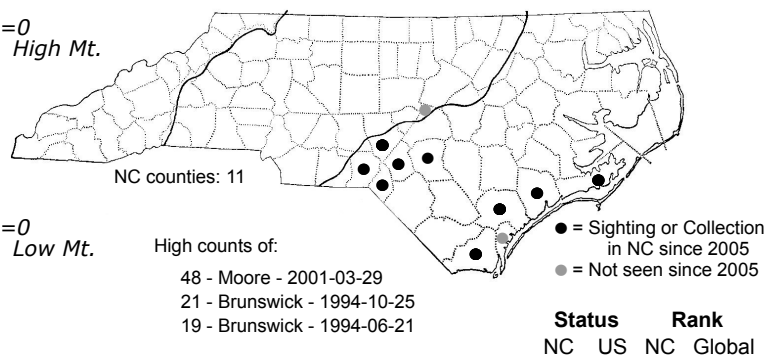 =0
High Mt.
NC counties: 11
=0
Low Mt.
High counts of:
48 - Moore - 2001-03-29
21 - Brunswick - 1994-10-25
19 - Brunswick - 1994-06-21
= Sighting or Collection
in NC since 2005
= Not seen since 2005
Status Rank
NC US NC Global